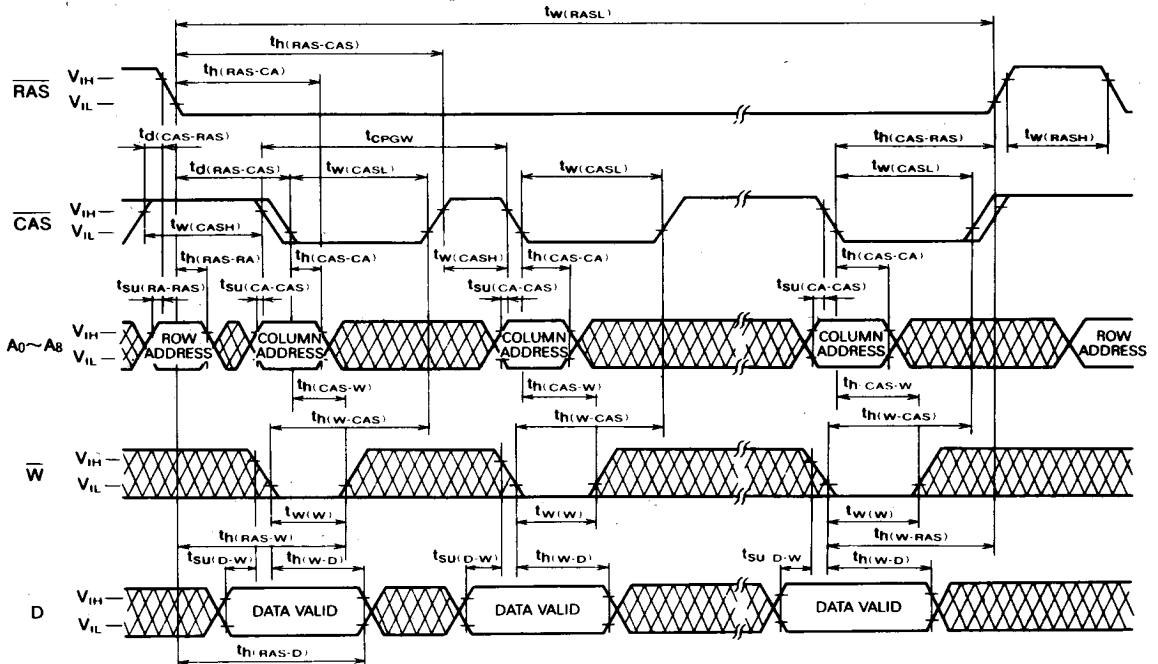 tw(RASL)
th(RAS-CAS)
th(RAS-CA)
RAS
VIH
VIL
td(CAS-RAS)
tCPGW
th(CAS-RAS)
tw(RASH)
td(RAS-CAS)
tw(CASL)
tw(CASL)
tw(CASL)
CAS
VIH
VIL
tw(CASH)
th(RAS-RA)
th(CAS-CA)
tw(CASH)
th(CAS-CA)
th(CAS-CA)
tsu(RA-RAS)
tsu(CA-CAS)
tsu(CA-CAS)
tsu(CA-CAS)
A0~A8
VIH
VIL
ROW ADDRESS
COLUMN ADDRESS
COLUMN ADDRESS
COLUMN ADDRESS
ROW ADDRESS
th(CAS-W)
th(CAS-W)
th CAS-W
th(W-CAS)
th(W-CAS)
th(W-CAS)
W
VIH
VIL
tw(W)
tw(W)
tw(W)
th(RAS-W)
th(W-RAS)
tsu(D-W)
th(W-D)
tsu(D-W)
th(W-D)
tsu D-W
th(W-D)
D
VIH
VIL
DATA VALID
DATA VALID
DATA VALID
th(RAS-D)